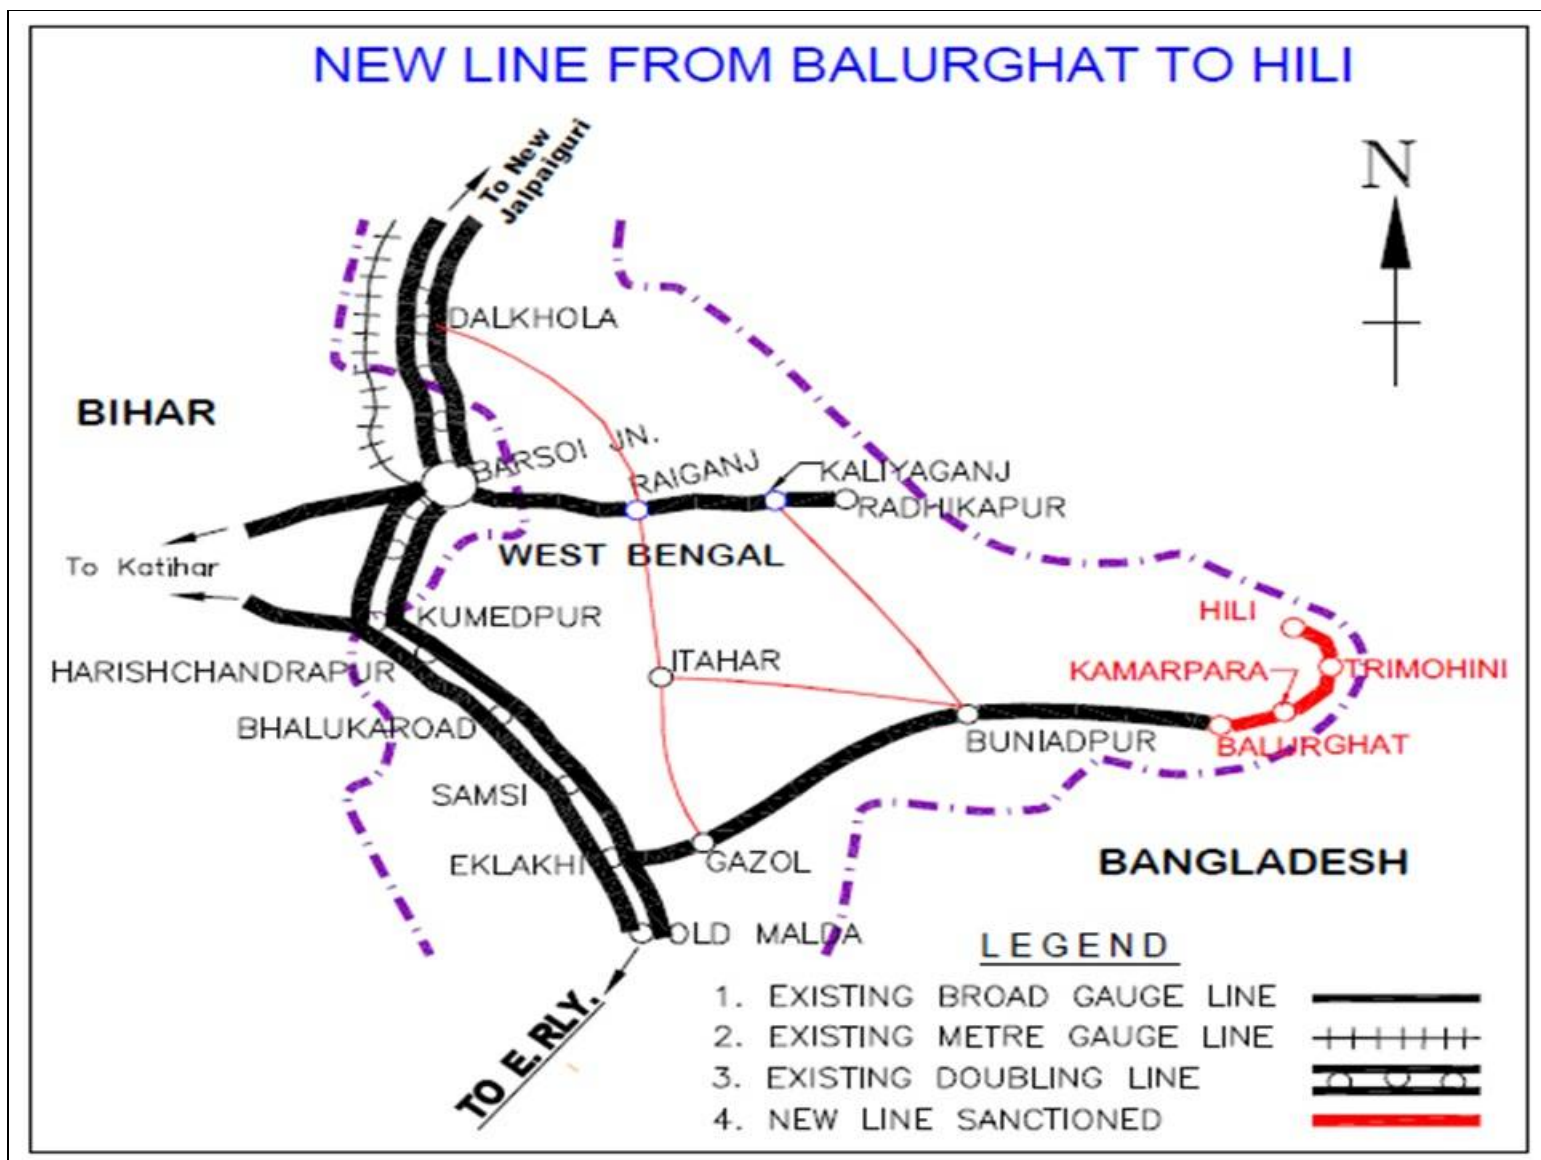 NEW LINE FROM BALURGHAT TO HILI
To New
Jalpaiguri
N
DALKHOLA
BIHAR
BARSOI JN.
RAIGANJ
KALIYAGANJ
RADHIKAPUR
To Katihar
WEST BENGAL
KUMEDPUR
HILI
HARISHCHANDRAPUR
ITAHAR
KAMARPARA
TRIMOHINI
BHALUKAROAD
BUNIADPUR
BALURGHAT
SAMSI
EKLAKHI
GAZOL
BANGLADESH
OLD MALDA
TO E. RLY.
LEGEND
1. EXISTING BROAD GAUGE LINE
2. EXISTING METRE GAUGE LINE
3. EXISTING DOUBLING LINE
4. NEW LINE SANCTIONED